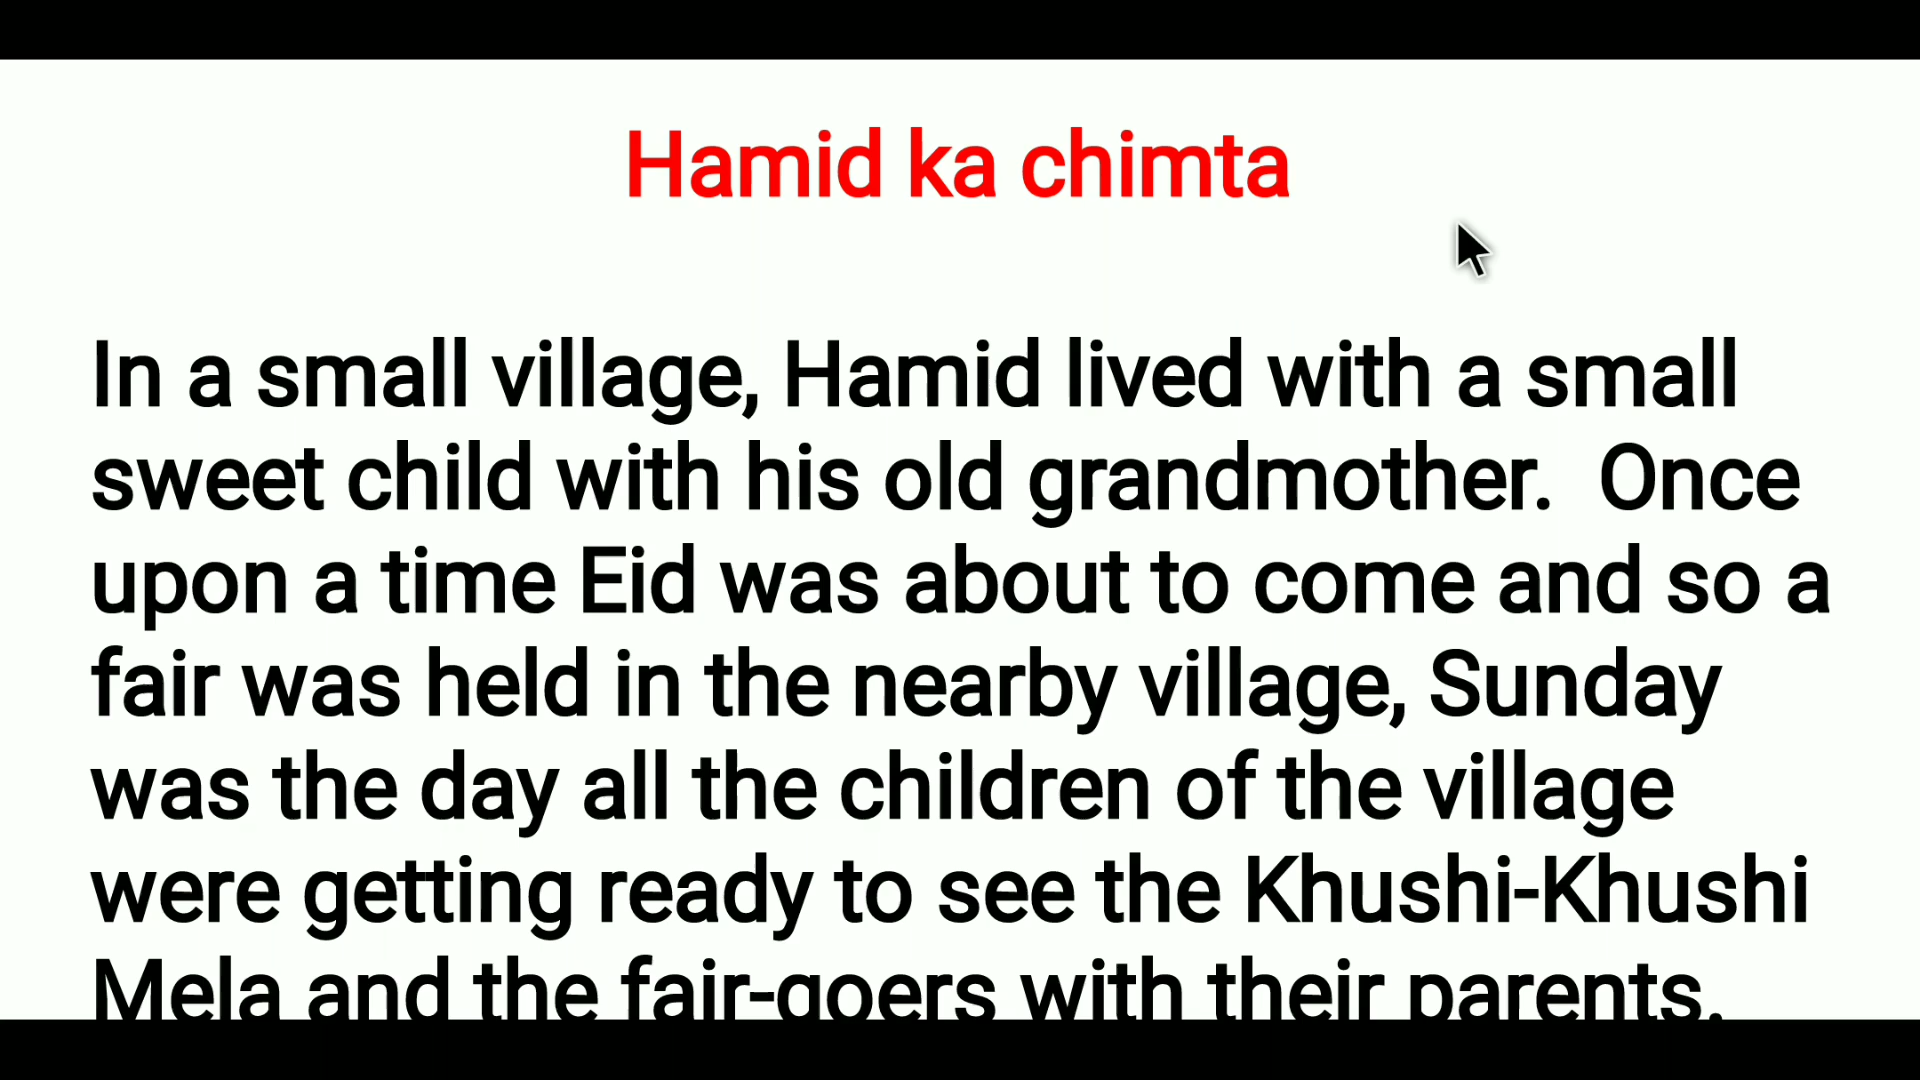 Hamid ka chimta
In a small village, Hamid lived with a small
sweet child with his old grandmother.  Once
upon a time Eid was about to come and so a
fair was held in the nearby village, Sunday
was the day all the children of the village
were getting ready to see the Khushi-Khushi
Mela and the fair-goers with their parents.